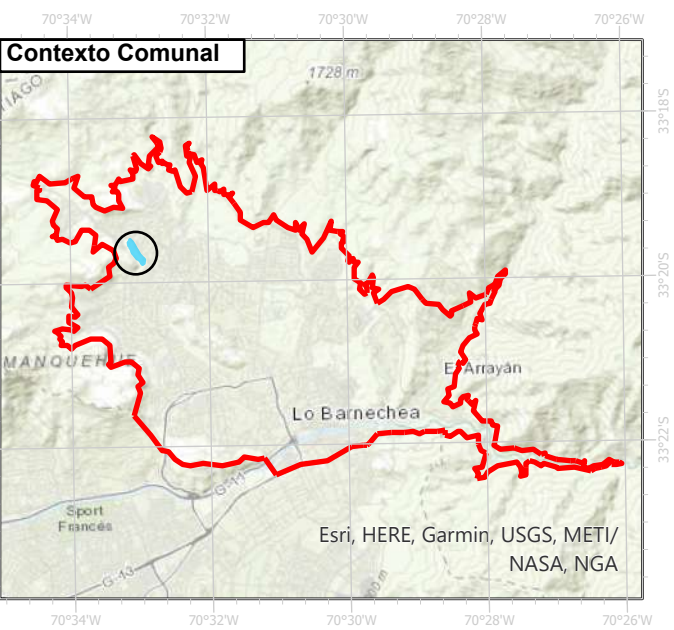 70°34'W 70°32'W 70°30'W 70°28'W 70°26'W
Contexto Comunal
1728 m
TIAGO
33°18'S
33°20'S
MANQUEHUE
El Arrayán
Lo Barnechea
33°22'S
G-11
Sport
Francés
Esri, HERE, Garmin, USGS, METI/
NASA, NGA
G-13
00 m
70°34'W 70°32'W 70°30'W 70°28'W 70°26'W